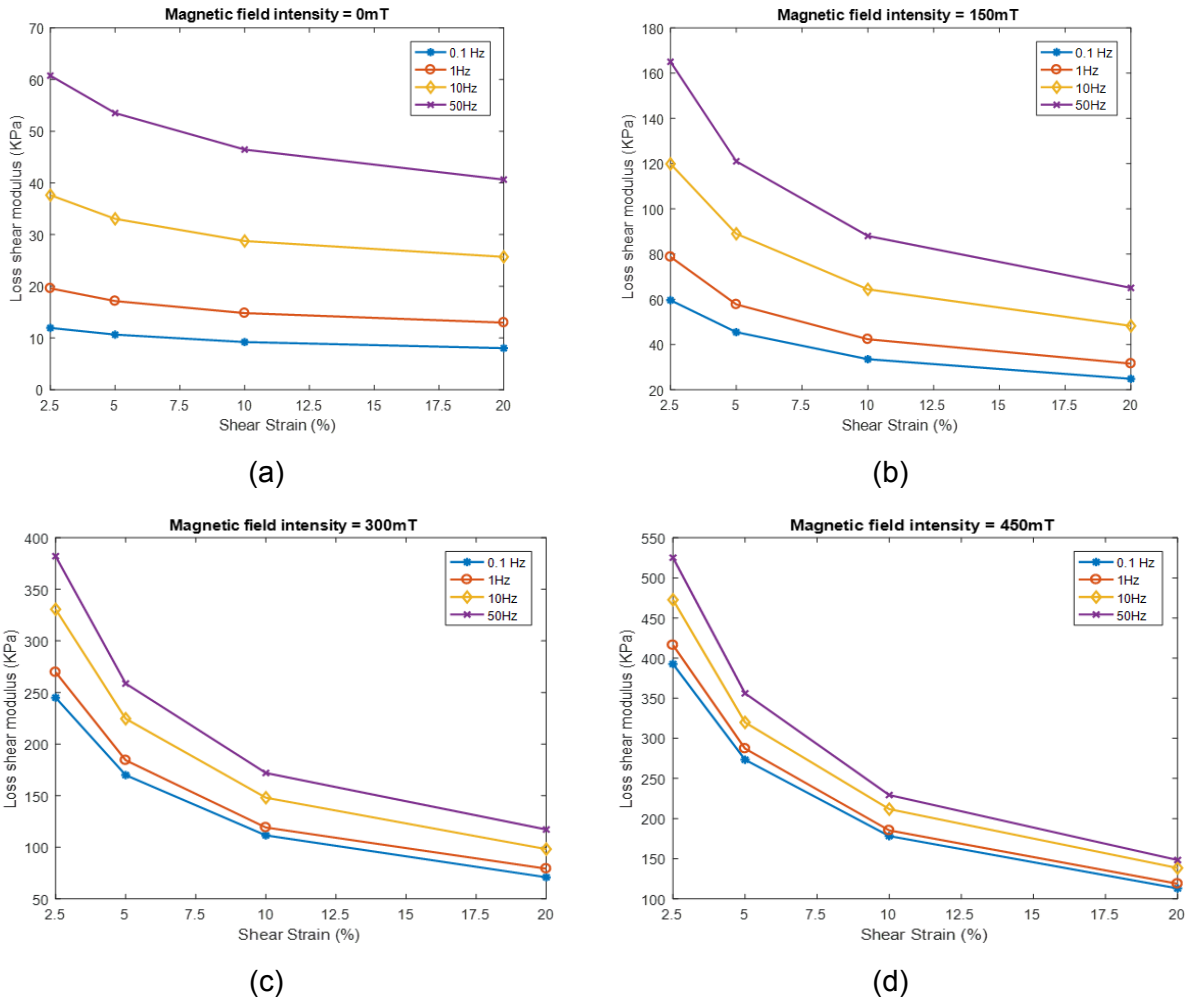 Magnetic field intensity = 0mT
70
60
50
40
30
20
10
0
Loss shear modulus (KPa)
0.1 Hz
1Hz
10Hz
50Hz
2.5 5 7.5 10 12.5 15 17.5 20
Shear Strain (%)
(a)
Magnetic field intensity = 150mT
180
160
140
120
100
80
60
40
20
Loss shear modulus (KPa)
0.1 Hz
1Hz
10Hz
50Hz
2.5 5 7.5 10 12.5 15 17.5 20
Shear Strain (%)
(b)
Magnetic field intensity = 300mT
400
350
300
250
200
150
100
50
Loss shear modulus (KPa)
0.1 Hz
1Hz
10Hz
50Hz
2.5 5 7.5 10 12.5 15 17.5 20
Shear Strain (%)
(c)
Magnetic field intensity = 450mT
550
500
450
400
350
300
250
200
150
100
Loss shear modulus (KPa)
0.1 Hz
1Hz
10Hz
50Hz
2.5 5 7.5 10 12.5 15 17.5 20
Shear Strain (%)
(d)